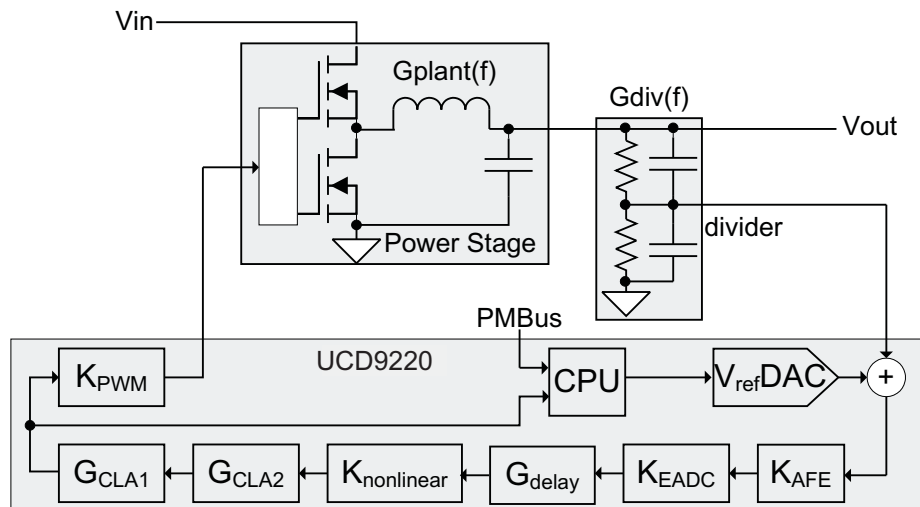 Vin
Gplant(f)
Gdiv(f)
Vout
divider
Power Stage
PMBus
UCD9220
KPWM
CPU
VrefDAC
+
GCLA1
GCLA2
Knonlinear
Gdelay
KEADC
KAFE